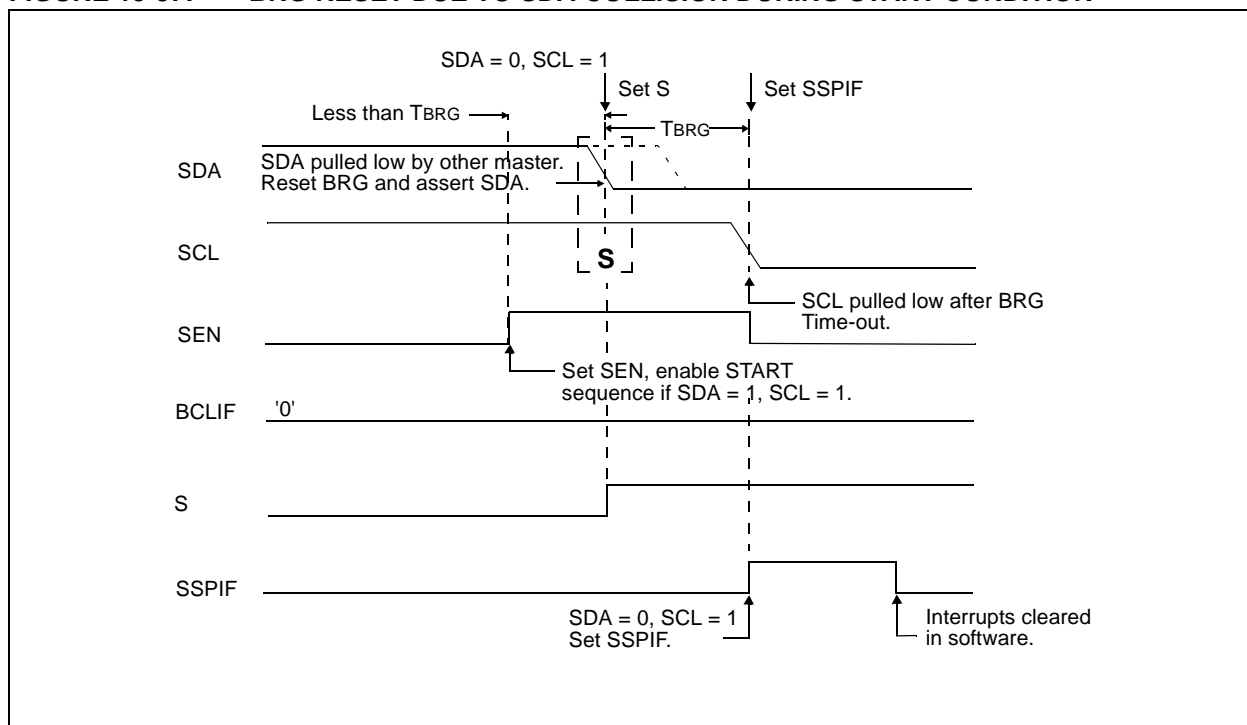 SDA = 0, SCL = 1
Set S
Set SSPIF
Less than TBRG
TBRG
SDA
SDA pulled low by other master.
Reset BRG and assert SDA.
SCL
S
SCL pulled low after BRG
Time-out.
SEN
Set SEN, enable START
sequence if SDA = 1, SCL = 1.
BCLIF
'0'
S
SSPIF
SDA = 0, SCL = 1
Set SSPIF.
Interrupts cleared
in software.